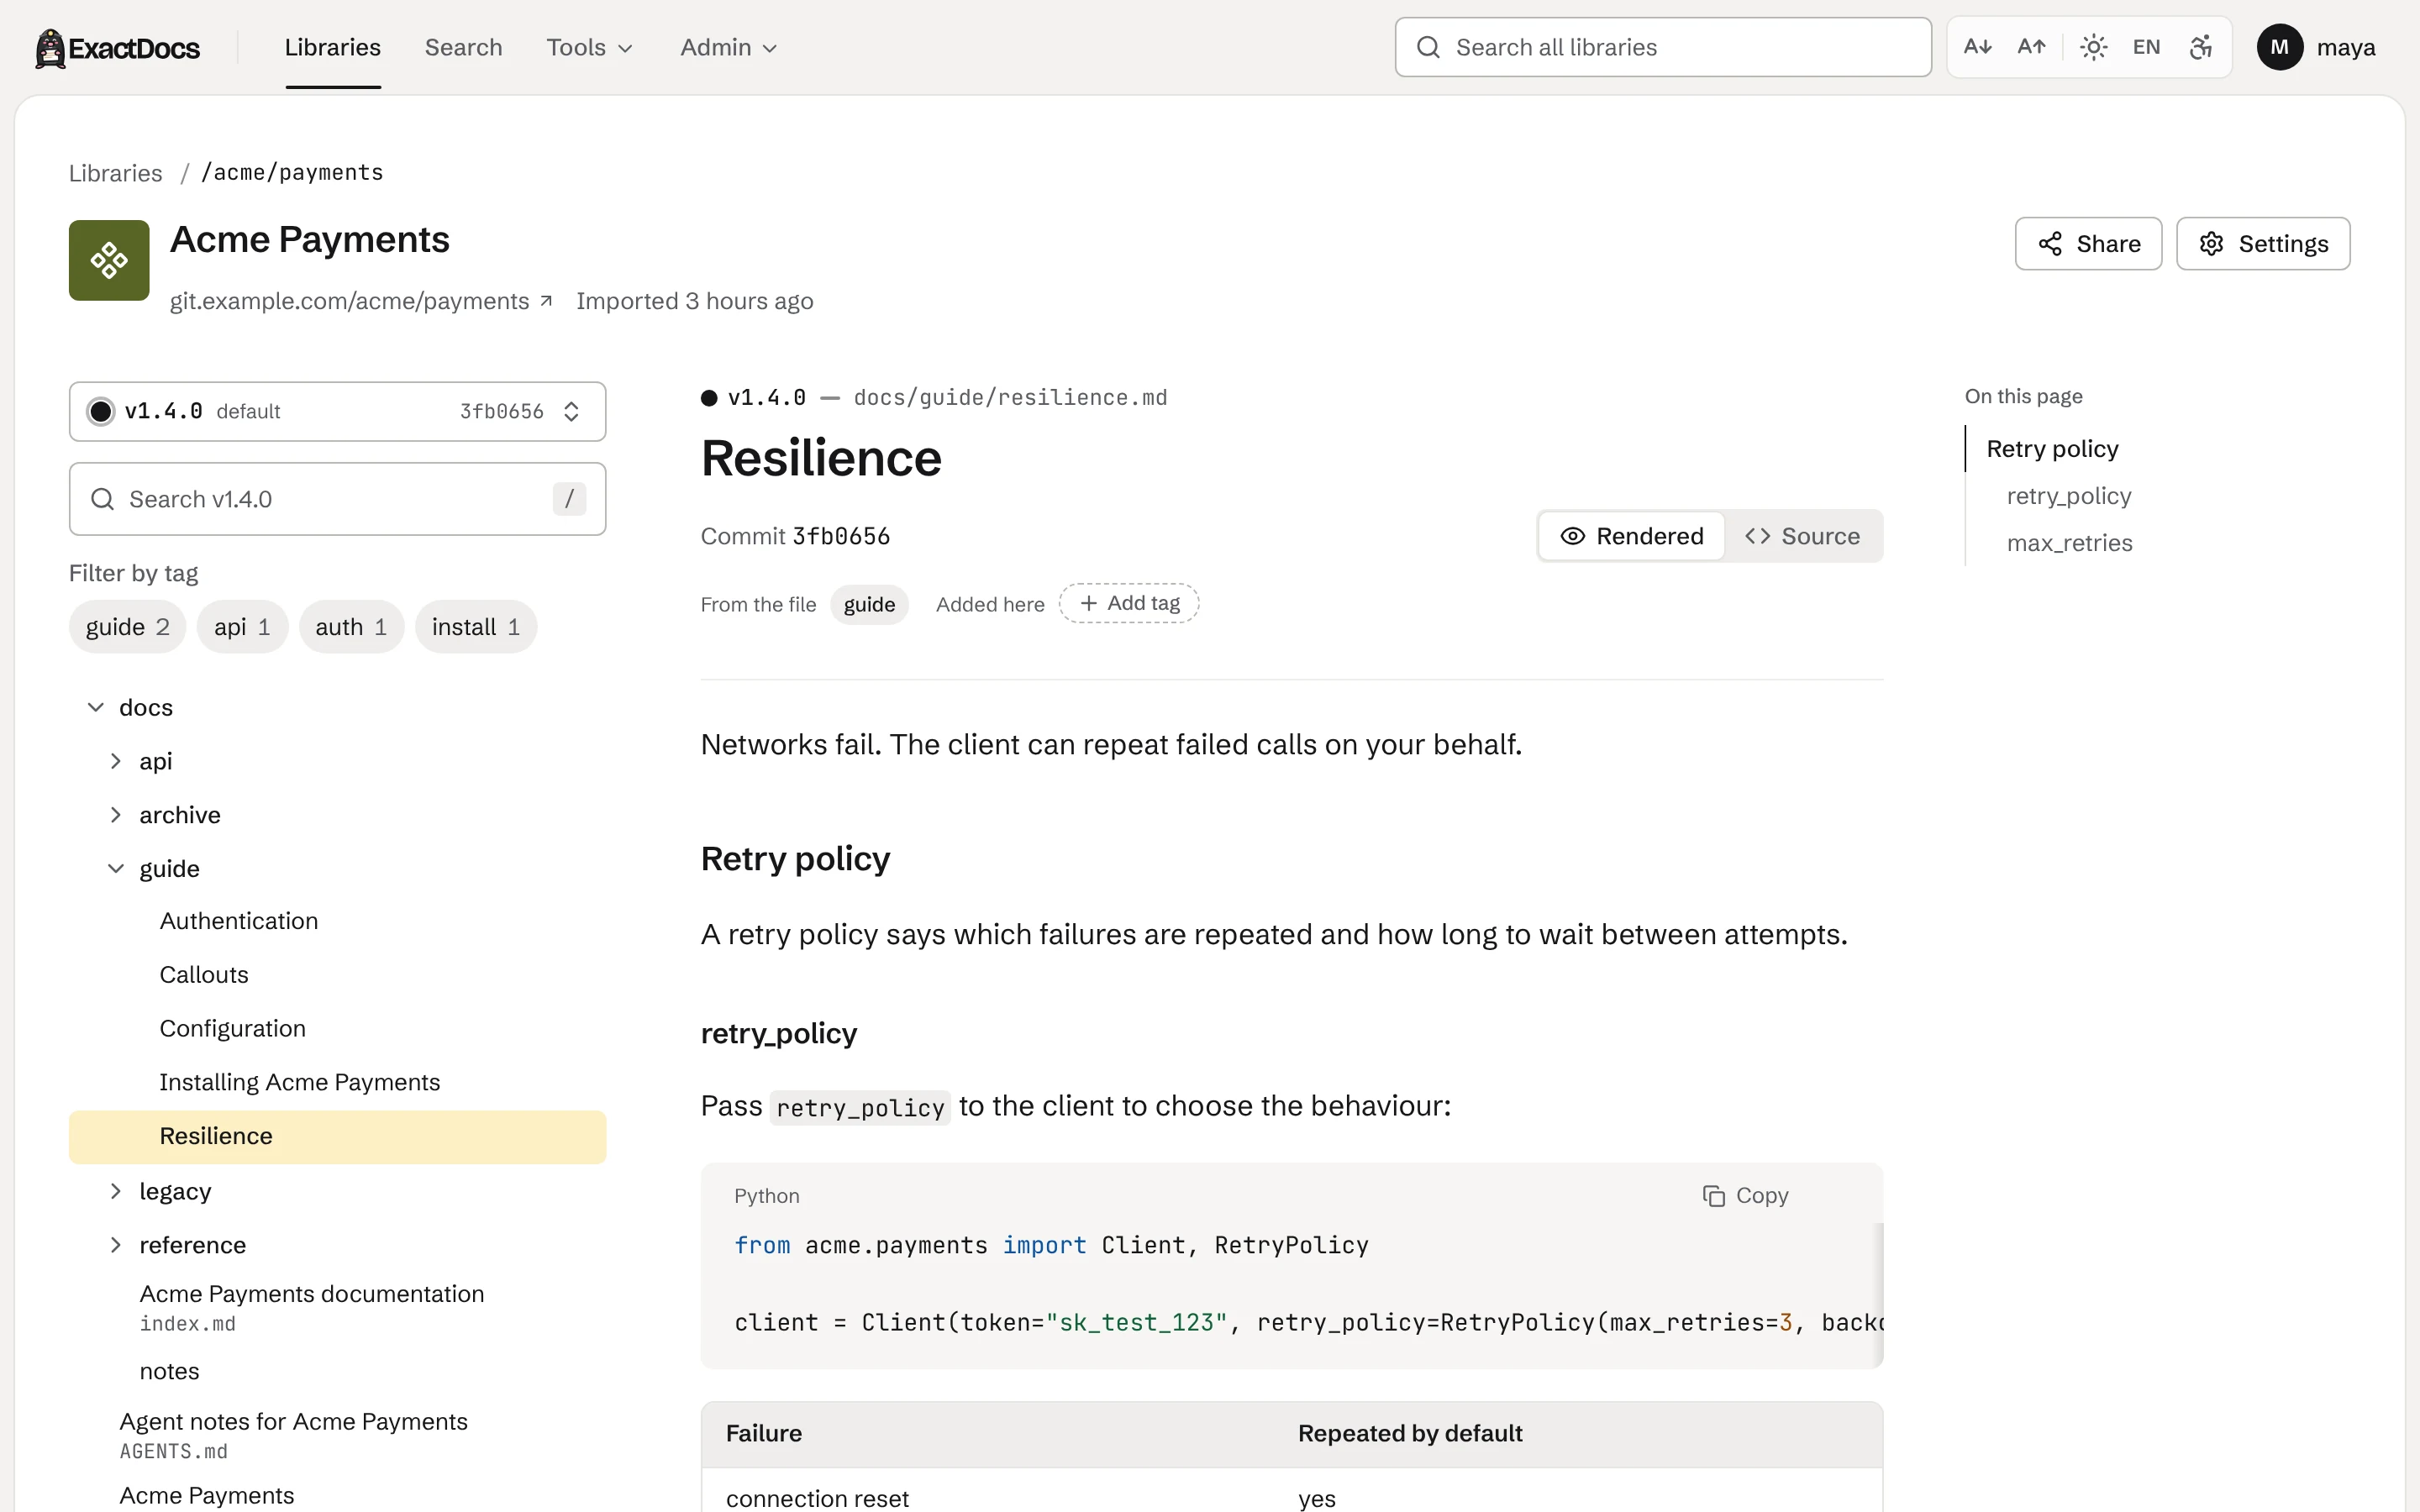 ExactDocs
Libraries
Search
Tools
Admin
Search all libraries
A↓
A↑
EN
M
maya
Libraries / /acme/payments
Acme Payments
git.example.com/acme/payments ↗ Imported 3 hours ago
Share
Settings
v1.4.0 default 3fb0656
Search v1.4.0 /
Filter by tag
guide 2
api 1
auth 1
install 1
docs
api
archive
guide
Authentication
Callouts
Configuration
Installing Acme Payments
Resilience
legacy
reference
Acme Payments documentation
index.md
notes
Agent notes for Acme Payments
AGENTS.md
Acme Payments
v1.4.0 — docs/guide/resilience.md
Resilience
Commit 3fb0656
Rendered
Source
From the file guide Added here + Add tag
Networks fail. The client can repeat failed calls on your behalf.
Retry policy
A retry policy says which failures are repeated and how long to wait between attempts.
retry_policy
Pass retry_policy to the client to choose the behaviour:
Python
Copy
from acme.payments import Client, RetryPolicy
client = Client(token="sk_test_123", retry_policy=RetryPolicy(max_retries=3,
Failure Repeated by default
connection reset yes
On this page
Retry policy
retry_policy
max_retries